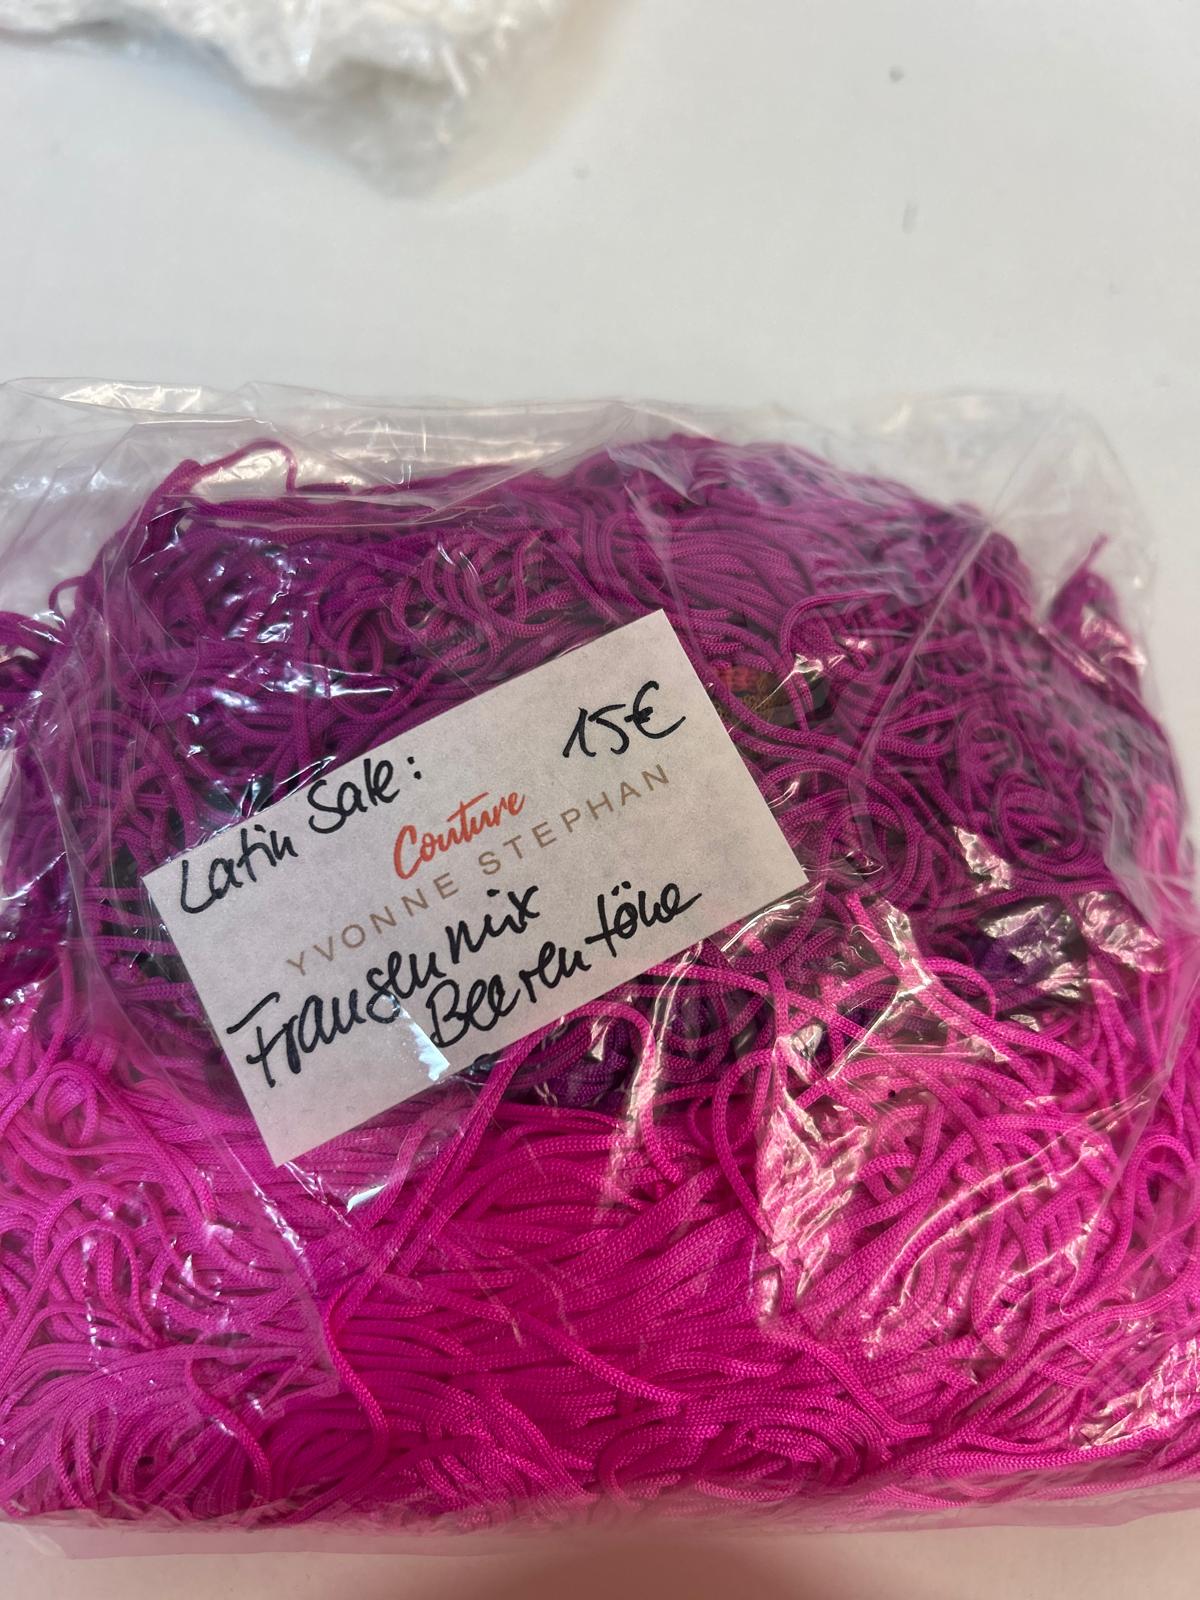 Latin Sale: 15€
Couture
YVONNE STEPHAN
Fransenmix
Beerentöne